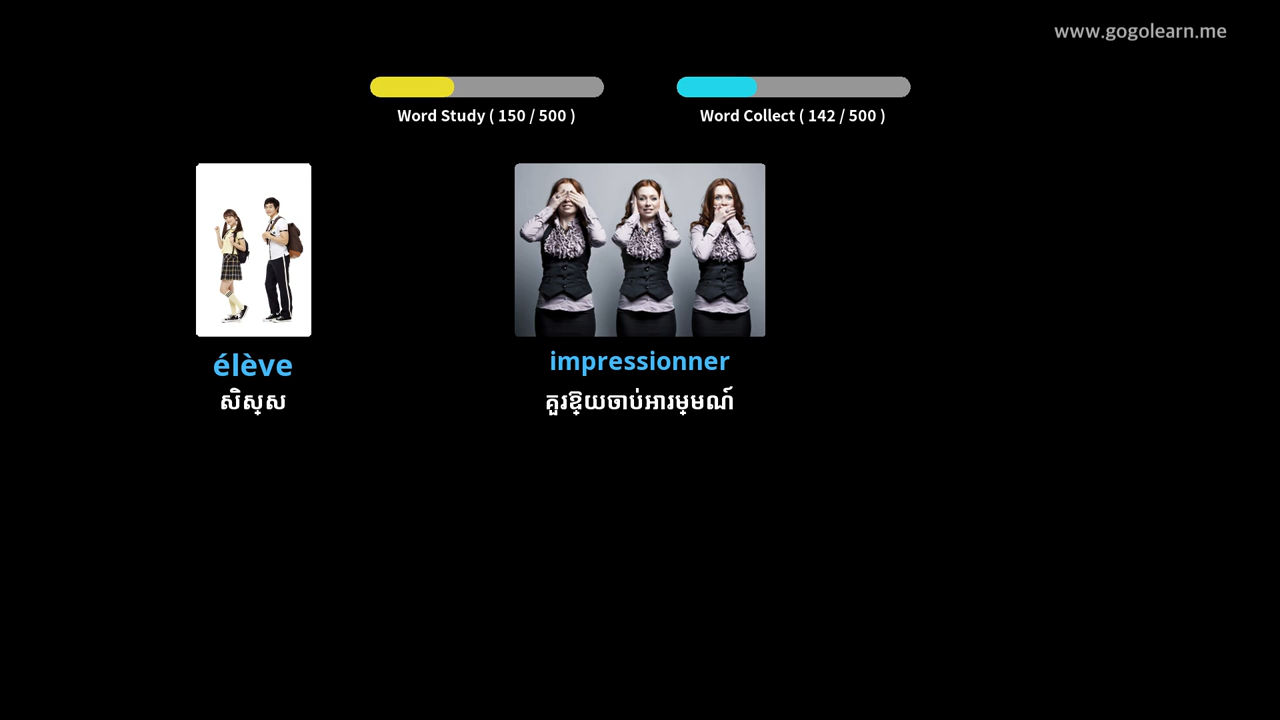 www.gogolearn.me
Word Study ( 150 / 500 )
Word Collect ( 142 / 500 )
élève
សិស្ស
impressionner
គួរឱ្យចាប់អារម្មណ៍